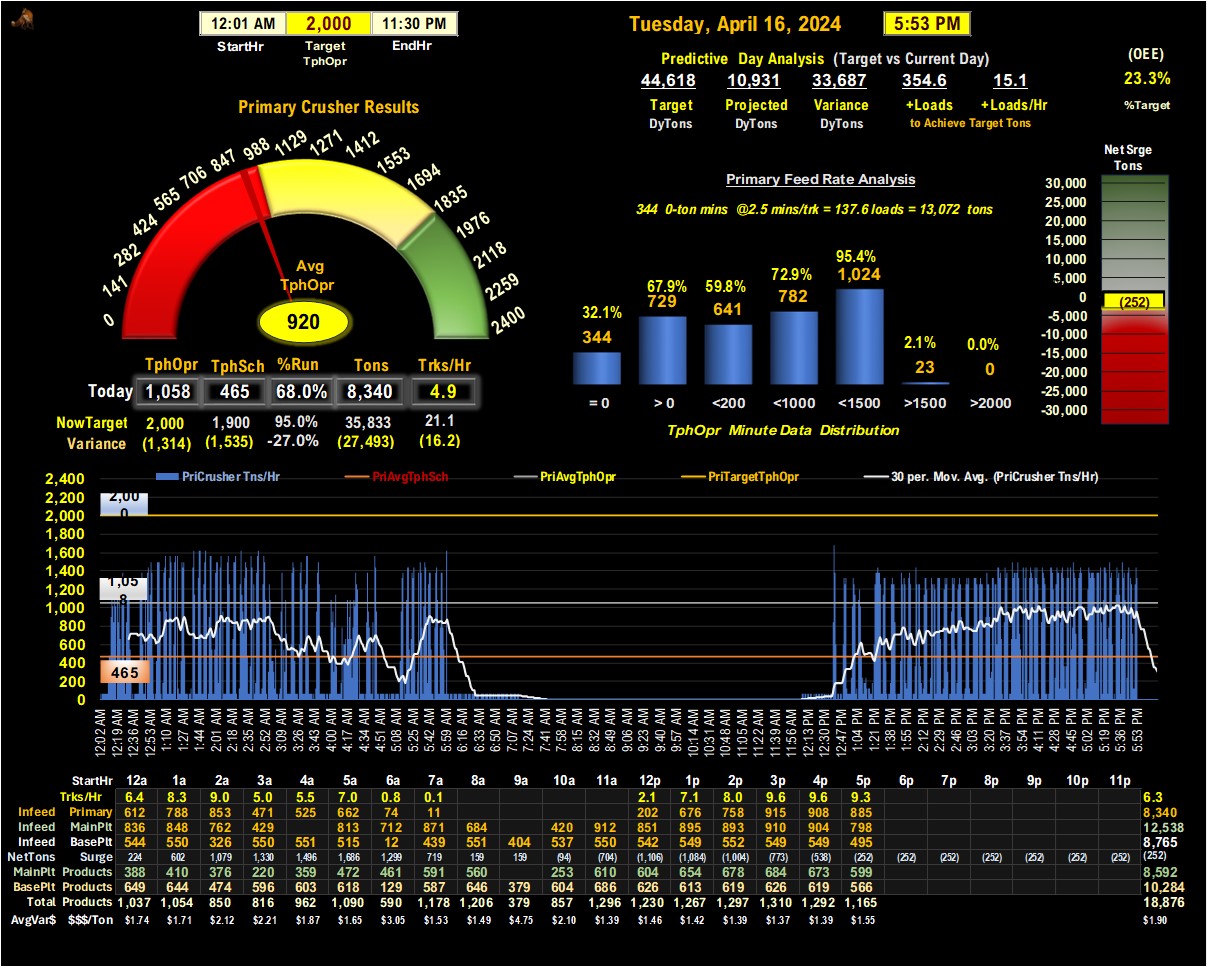 12:01 AM 2,000 11:30 PM
StartHr Target EndHr
TphOpr
Tuesday, April 16, 2024 5:53 PM
Predictive Day Analysis (Target vs Current Day)
44,618 10,931 33,687 354.6 15.1
Target Projected Variance +Loads +Loads/Hr
DyTons DyTons DyTons to Achieve Target Tons
(OEE)
23.3%
%Target
Primary Crusher Results
0 141 282 424 565 706 847 988 1129 1271 1412 1553 1694 1835 1976 2118 2259 2400
Avg
TphOpr
920
TphOpr TphSch %Run Tons Trks/Hr
Today 1,058 465 68.0% 8,340 4.9
NowTarget 2,000 1,900 95.0% 35,833 21.1
Variance (1,314) (1,535) -27.0% (27,493) (16.2)
Primary Feed Rate Analysis
344 0-ton mins @2.5 mins/trk = 137.6 loads = 13,072 tons
32.1% 67.9% 59.8% 72.9% 95.4% 2.1% 0.0%
344 729 641 782 1,024 23 0
= 0 > 0 <200 <1000 <1500 >1500 >2000
TphOpr Minute Data Distribution
Net Srge
Tons
30,000
25,000
20,000
15,000
10,000
5,000
0 (252)
-5,000
-10,000
-15,000
-20,000
-25,000
-30,000
PriCrusher Tns/Hr PriAvgTphSch PriAvgTphOpr PriTargetTphOpr 30 per. Mov. Avg. (PriCrusher Tns/Hr)
2,400
2,200
2,000
1,800
1,600
1,400
1,200
1,000
800
600
400
200
0
2,00
0
1,05
8
465
12:02 AM 12:19 AM 12:36 AM 12:53 AM 1:10 AM 1:27 AM 1:44 AM 2:01 AM 2:18 AM 2:35 AM 2:52 AM 3:09 AM 3:26 AM 3:43 AM 4:00 AM 4:17 AM 4:34 AM 4:51 AM 5:08 AM 5:25 AM 5:42 AM 5:59 AM 6:16 AM 6:33 AM 6:50 AM 7:07 AM 7:24 AM 7:41 AM 7:58 AM 8:15 AM 8:32 AM 8:49 AM 9:06 AM 9:23 AM 9:40 AM 9:57 AM 10:14 AM 10:31 AM 10:48 AM 11:05 AM 11:22 AM 11:39 AM 11:56 AM 12:13 PM 12:30 PM 12:47 PM 1:04 PM 1:21 PM 1:38 PM 1:55 PM 2:12 PM 2:29 PM 2:46 PM 3:03 PM 3:20 PM 3:37 PM 3:54 PM 4:11 PM 4:28 PM 4:45 PM 5:02 PM 5:19 PM 5:36 PM 5:53 PM
StartHr 12a 1a 2a 3a 4a 5a 6a 7a 8a 9a 10a 11a 12p 1p 2p 3p 4p 5p 6p 7p 8p 9p 10p 11p
Trks/Hr 6.4 8.3 9.0 5.0 5.5 7.0 0.8 0.1 2.1 7.1 8.0 9.6 9.6 9.3 6.3
Infeed Primary 612 788 853 471 525 662 74 11 202 676 758 915 908 885 8,340
Infeed MainPlt 836 848 762 429 813 712 871 684 420 912 851 895 893 910 904 798 12,538
Infeed BasePlt 544 550 326 550 551 515 12 439 551 404 537 550 542 549 552 549 549 495 8,765
NetTons Surge 224 602 1,079 1,330 1,496 1,686 1,299 719 159 159 (94) (704) (1,106) (1,084) (1,004) (773) (538) (252) (252) (252) (252) (252) (252) (252) (252)
MainPlt Products 388 410 376 220 359 472 461 591 560 253 610 604 654 678 684 673 599 8,592
BasePlt Products 649 644 474 596 603 618 129 587 646 379 604 686 626 613 619 626 619 566 10,284
Total Products 1,037 1,054 850 816 962 1,090 590 1,178 1,206 379 857 1,296 1,230 1,267 1,297 1,310 1,292 1,165 18,876
AvgVar$ $$$/Ton $1.74 $1.71 $2.12 $2.21 $1.87 $1.65 $3.05 $1.53 $1.49 $4.75 $2.10 $1.39 $1.46 $1.42 $1.39 $1.37 $1.39 $1.55 $1.90